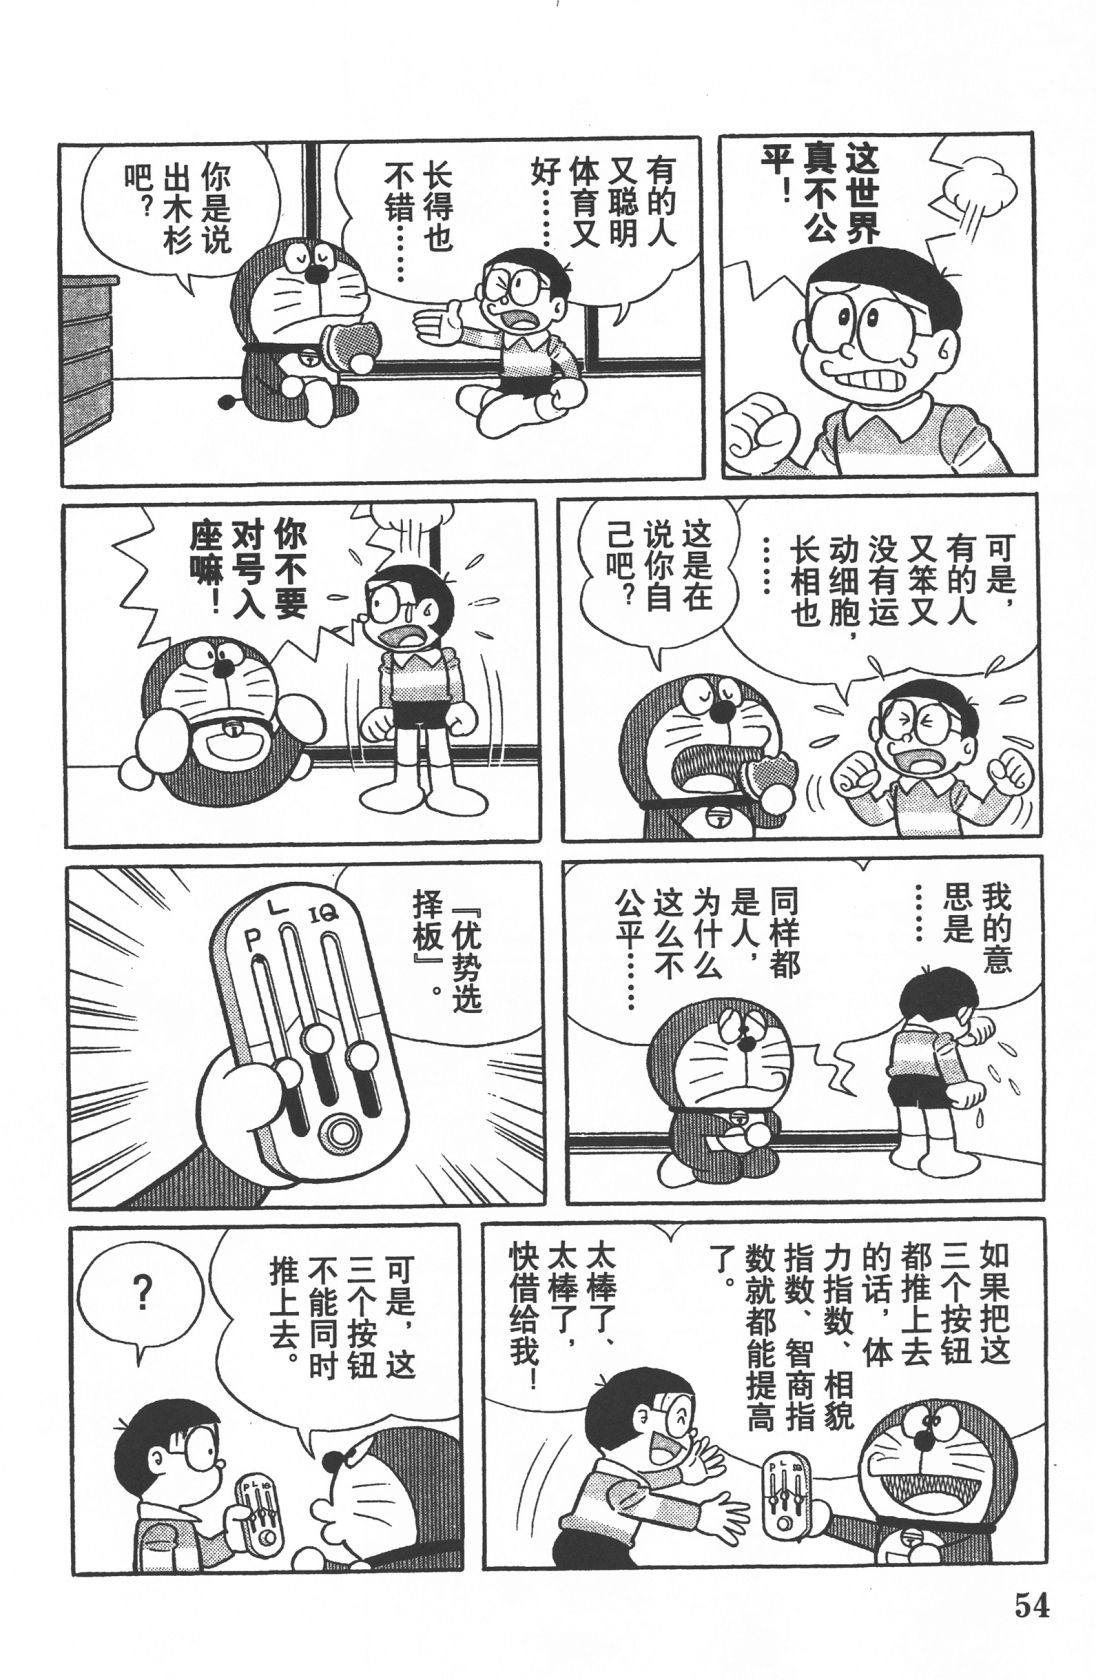 这世界
真不公
平！
有的人
又聪明
体育又
好……
长得也
不错……
你是说
出木杉
吧？
可是，
有的人
又笨又
没有运
动细胞，
长相也
……
这是在
说你自
己吧？
你不要
对号入
座嘛！
我的意
思是
……
同样都
是人，
为什么
这么不
公平……
『优势选
择板』。
P
L
IQ
如果把这
三个按钮
都推上去
的话，体
力指数、相貌
指数、智商指
数就都能提高
了。
太棒了、
太棒了，
快借给我！
P L IQ
可是，这
三个按钮
不能同时
推上去。
？
P L IQ
54